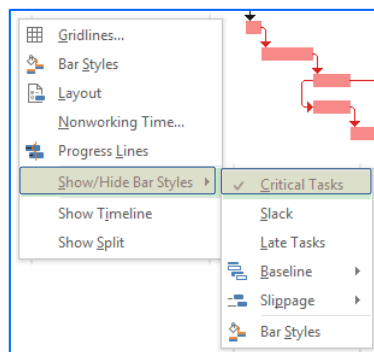 Gridlines...
Bar Styles
Layout
Nonworking Time...
Progress Lines
Show/Hide Bar Styles
Show Timeline
Show Split
Critical Tasks
Slack
Late Tasks
Baseline
Slippage
Bar Styles